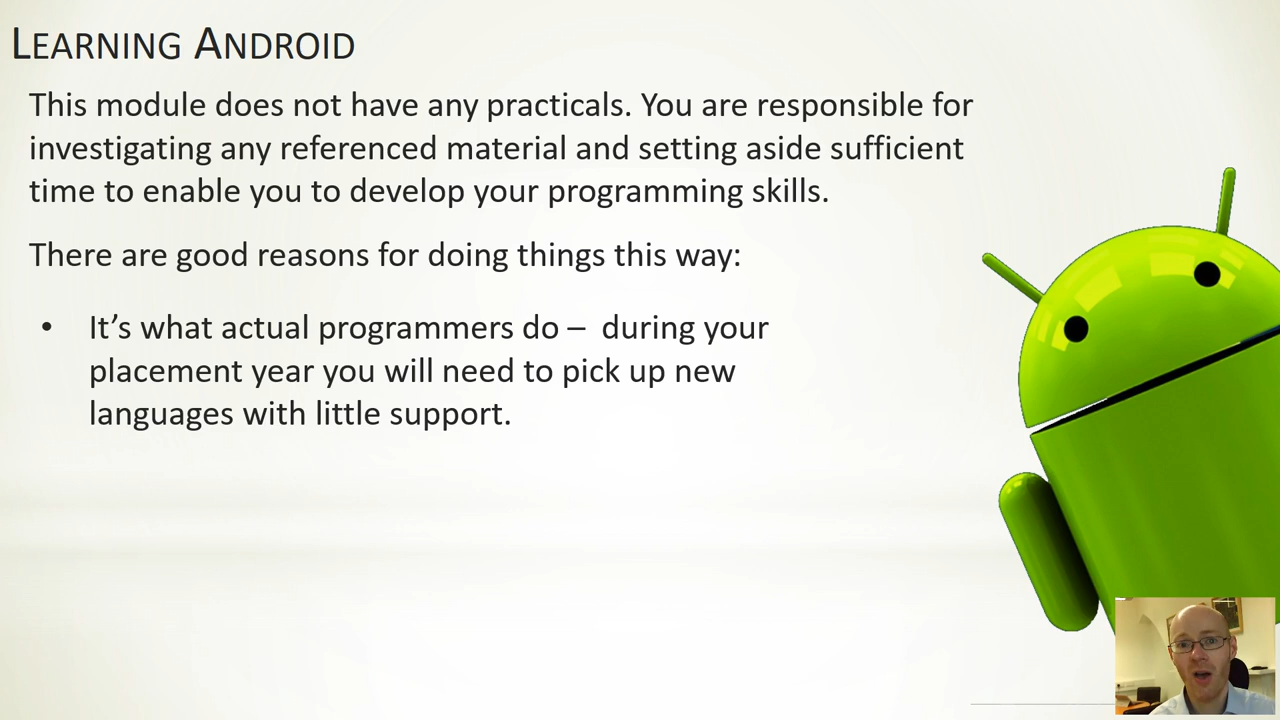 LEARNING ANDROID
This module does not have any practicals. You are responsible for
investigating any referenced material and setting aside sufficient
time to enable you to develop your programming skills.
There are good reasons for doing things this way:
• It’s what actual programmers do – during your
placement year you will need to pick up new
languages with little support.